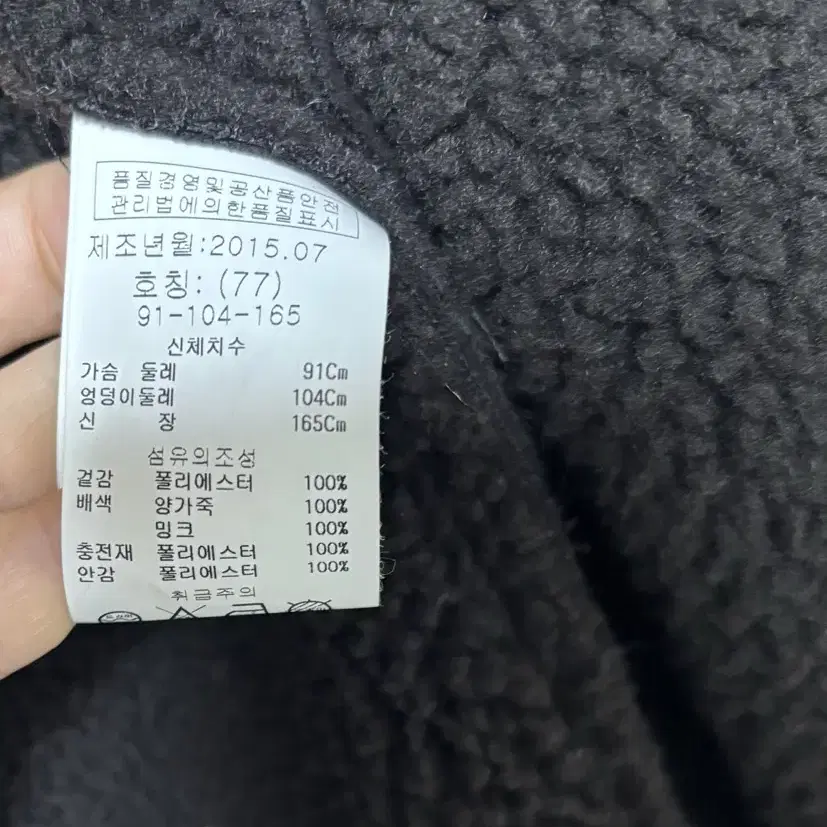 품질경영및공산품안전
관리법에의한품질표시
제조년월:2015.07
호칭: (77)
91-104-165
신체치수
가슴 둘레 91Cm
엉덩이둘레 104Cm
신 장 165Cm
섬유의조성
겉감 폴리에스터 100%
배색 양가죽 100%
밍크 100%
충전재 폴리에스터 100%
안감 폴리에스터 100%
취급주의